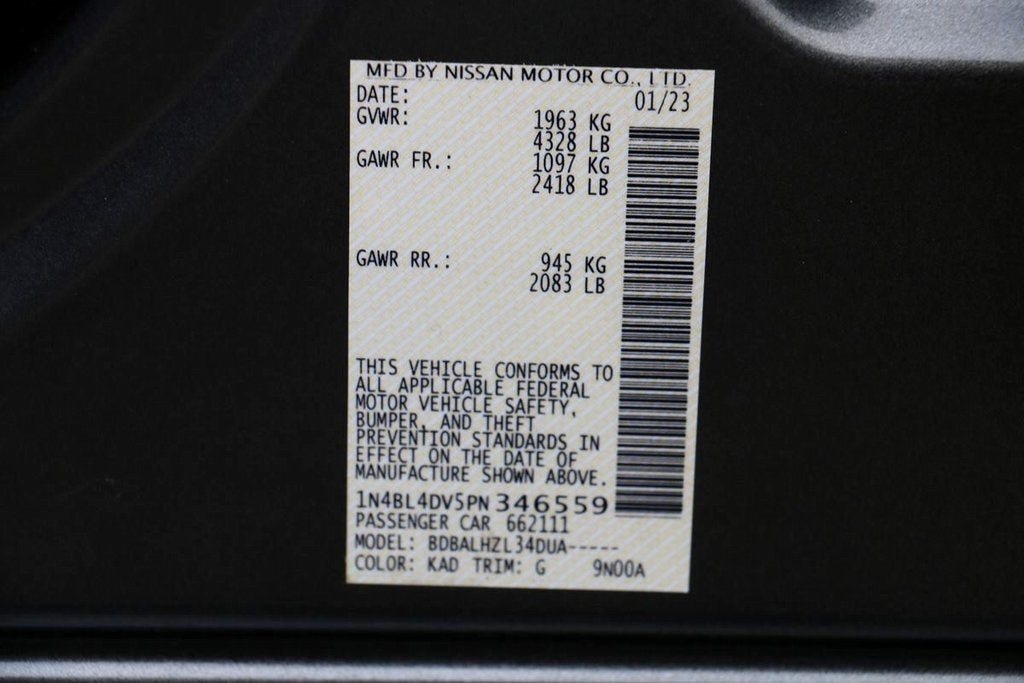 MFD BY NISSAN MOTOR CO., LTD.
DATE: 01/23
GVWR: 1963 KG
4328 LB
GAWR FR.: 1097 KG
2418 LB
GAWR RR.: 945 KG
2083 LB
THIS VEHICLE CONFORMS TO
ALL APPLICABLE FEDERAL
MOTOR VEHICLE SAFETY,
BUMPER, AND THEFT
PREVENTION STANDARDS IN
EFFECT ON THE DATE OF
MANUFACTURE SHOWN ABOVE.
1N4BL4DV5PN346559
PASSENGER CAR 662111
MODEL: BDBALHZL34DUA-----
COLOR: KAD TRIM: G 9N00A